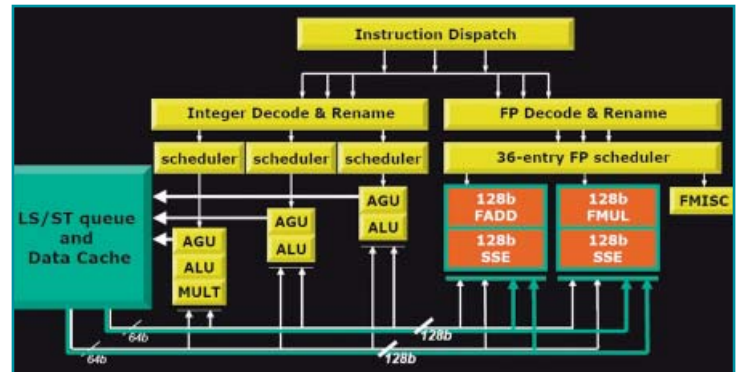 Instruction Dispatch
Integer Decode & Rename
FP Decode & Rename
scheduler
scheduler
scheduler
36-entry FP scheduler
LS/ST queue
and
Data Cache
AGU
ALU
MULT
AGU
ALU
AGU
ALU
128b
FADD
128b
SSE
128b
FMUL
128b
SSE
FMISC
64b
128b
64b
128b